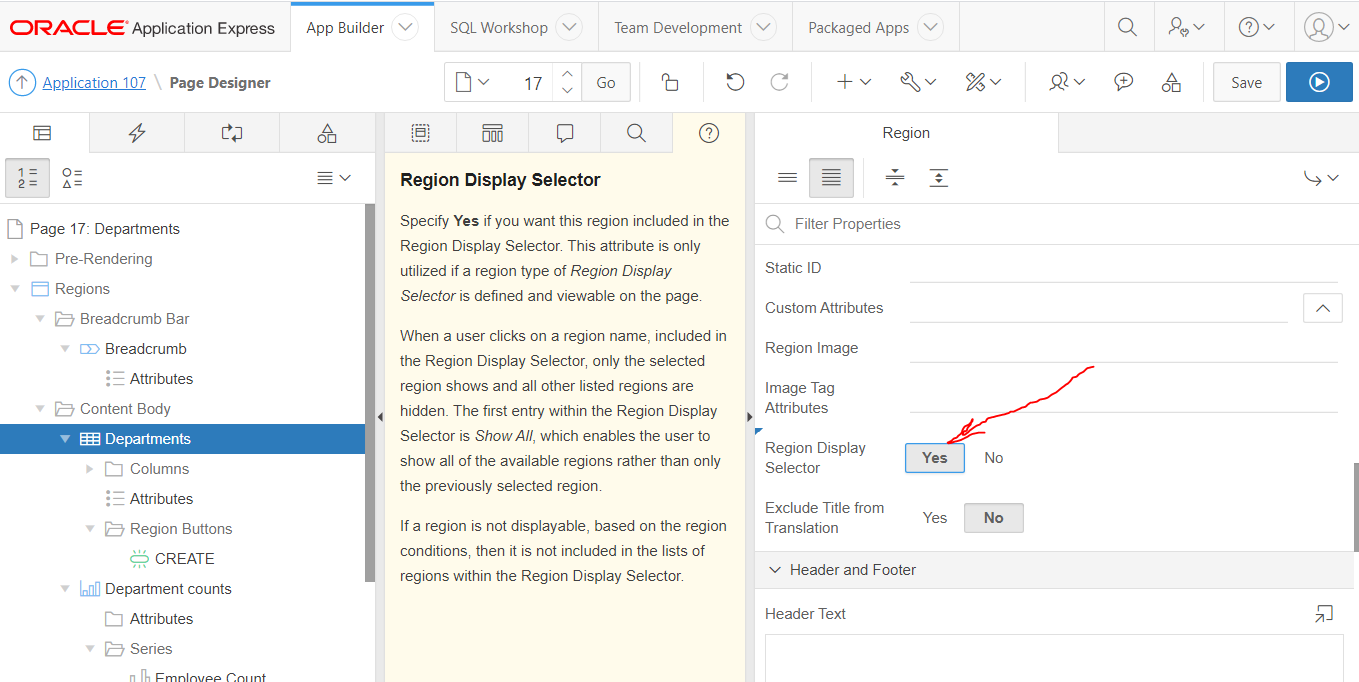 ORACLE® Application Express
App Builder
SQL Workshop
Team Development
Packaged Apps
Application 107 \ Page Designer
17
Go
Save
Region
1
2
Page 17: Departments
Pre-Rendering
Regions
Breadcrumb Bar
Breadcrumb
Attributes
Content Body
Departments
Columns
Attributes
Region Buttons
CREATE
Department counts
Attributes
Series
Employee Count
Region Display Selector
Specify Yes if you want this region included in the
Region Display Selector. This attribute is only
utilized if a region type of Region Display
Selector is defined and viewable on the page.
When a user clicks on a region name, included in
the Region Display Selector, only the selected
region shows and all other listed regions are
hidden. The first entry within the Region Display
Selector is Show All, which enables the user to
show all of the available regions rather than only
the previously selected region.
If a region is not displayable, based on the region
conditions, then it is not included in the lists of
regions within the Region Display Selector.
Filter Properties
Static ID
Custom Attributes
Region Image
Image Tag
Attributes
Region Display
Selector
Yes No
Exclude Title from
Translation
Yes No
Header and Footer
Header Text